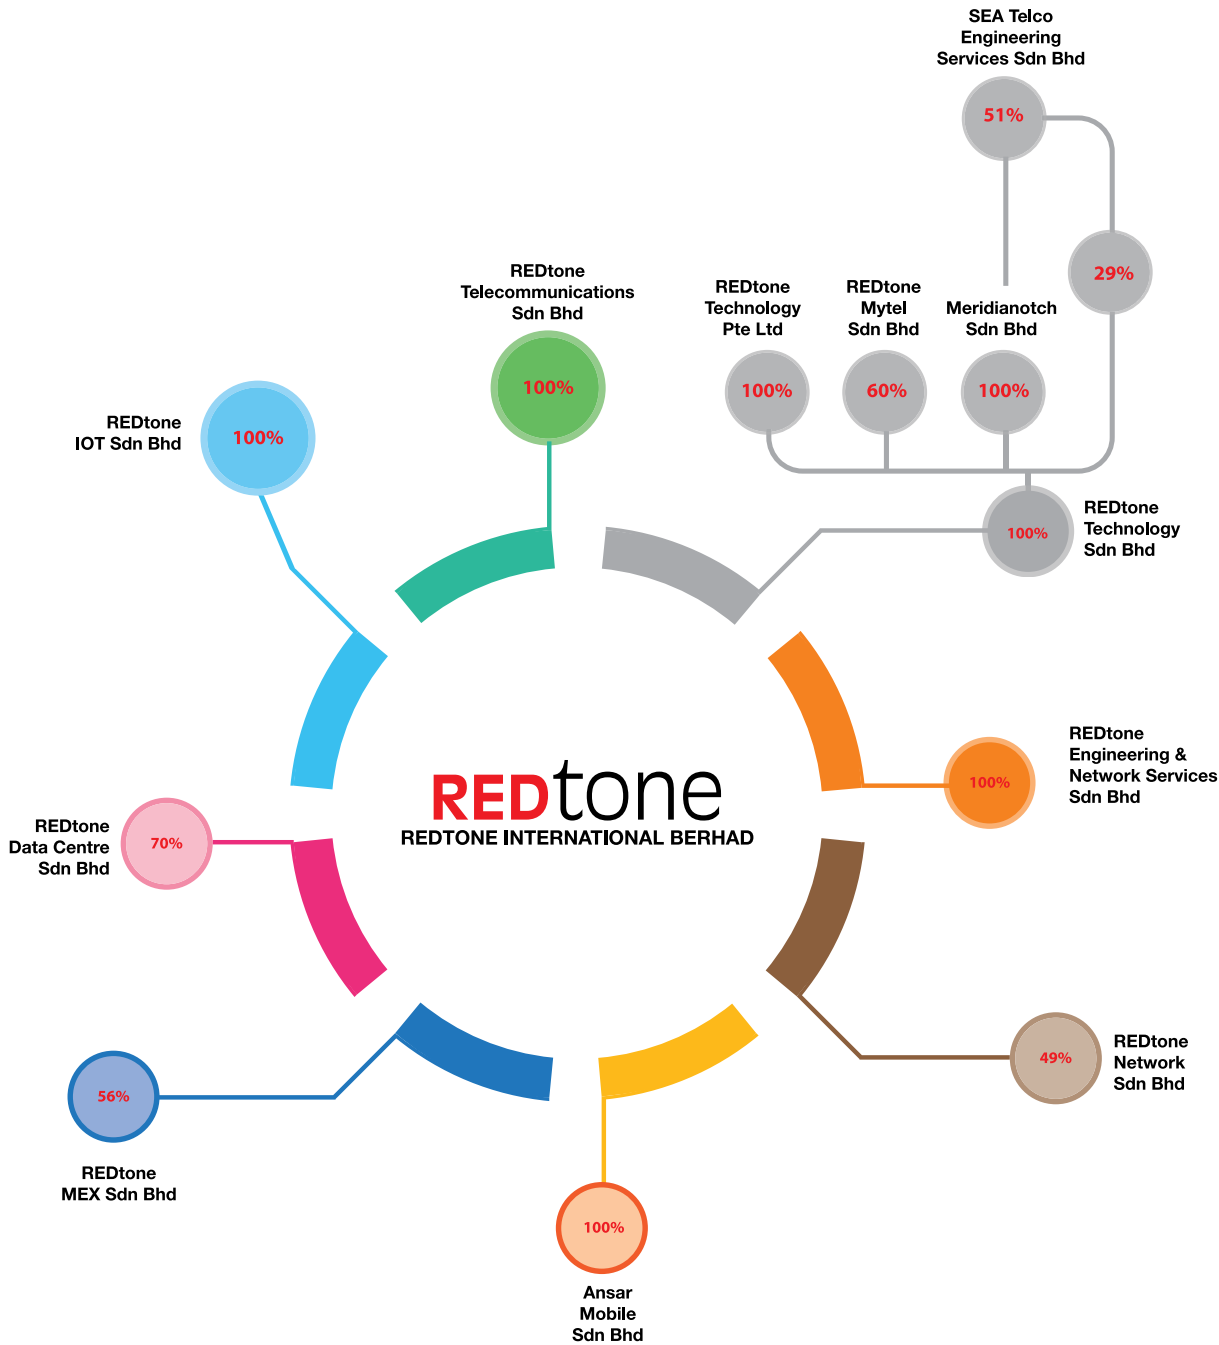 SEA Telco
Engineering
Services Sdn Bhd
51%
29%
REDtone
Technology
Pte Ltd
100%
REDtone
Mytel
Sdn Bhd
60%
Meridianotch
Sdn Bhd
100%
REDtone
Telecommunications
Sdn Bhd
100%
REDtone
IOT Sdn Bhd
100%
100%
REDtone
Technology
Sdn Bhd
100%
REDtone
Engineering &
Network Services
Sdn Bhd
REDtone
REDTONE INTERNATIONAL BERHAD
REDtone
Data Centre
Sdn Bhd
70%
49%
REDtone
Network
Sdn Bhd
56%
REDtone
MEX Sdn Bhd
100%
Ansar
Mobile
Sdn Bhd